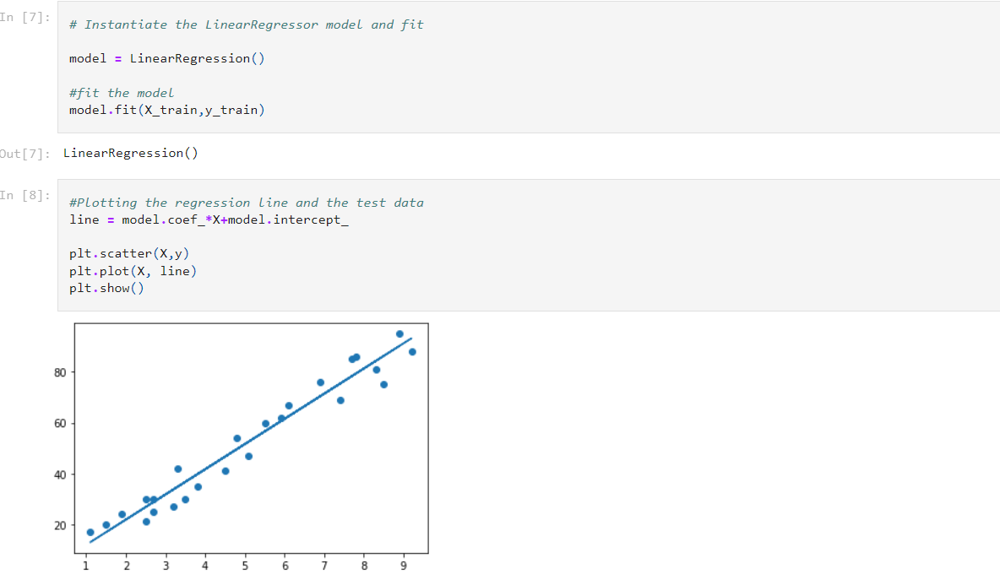 In [7]:
# Instantiate the LinearRegressor model and fit
model = LinearRegression()
#fit the model
model.fit(X_train,y_train)
Out[7]: LinearRegression()
In [8]:
#Plotting the regression line and the test data
line = model.coef_*X+model.intercept_
plt.scatter(X,y)
plt.plot(X, line)
plt.show()
80
60
40
20
1 2 3 4 5 6 7 8 9